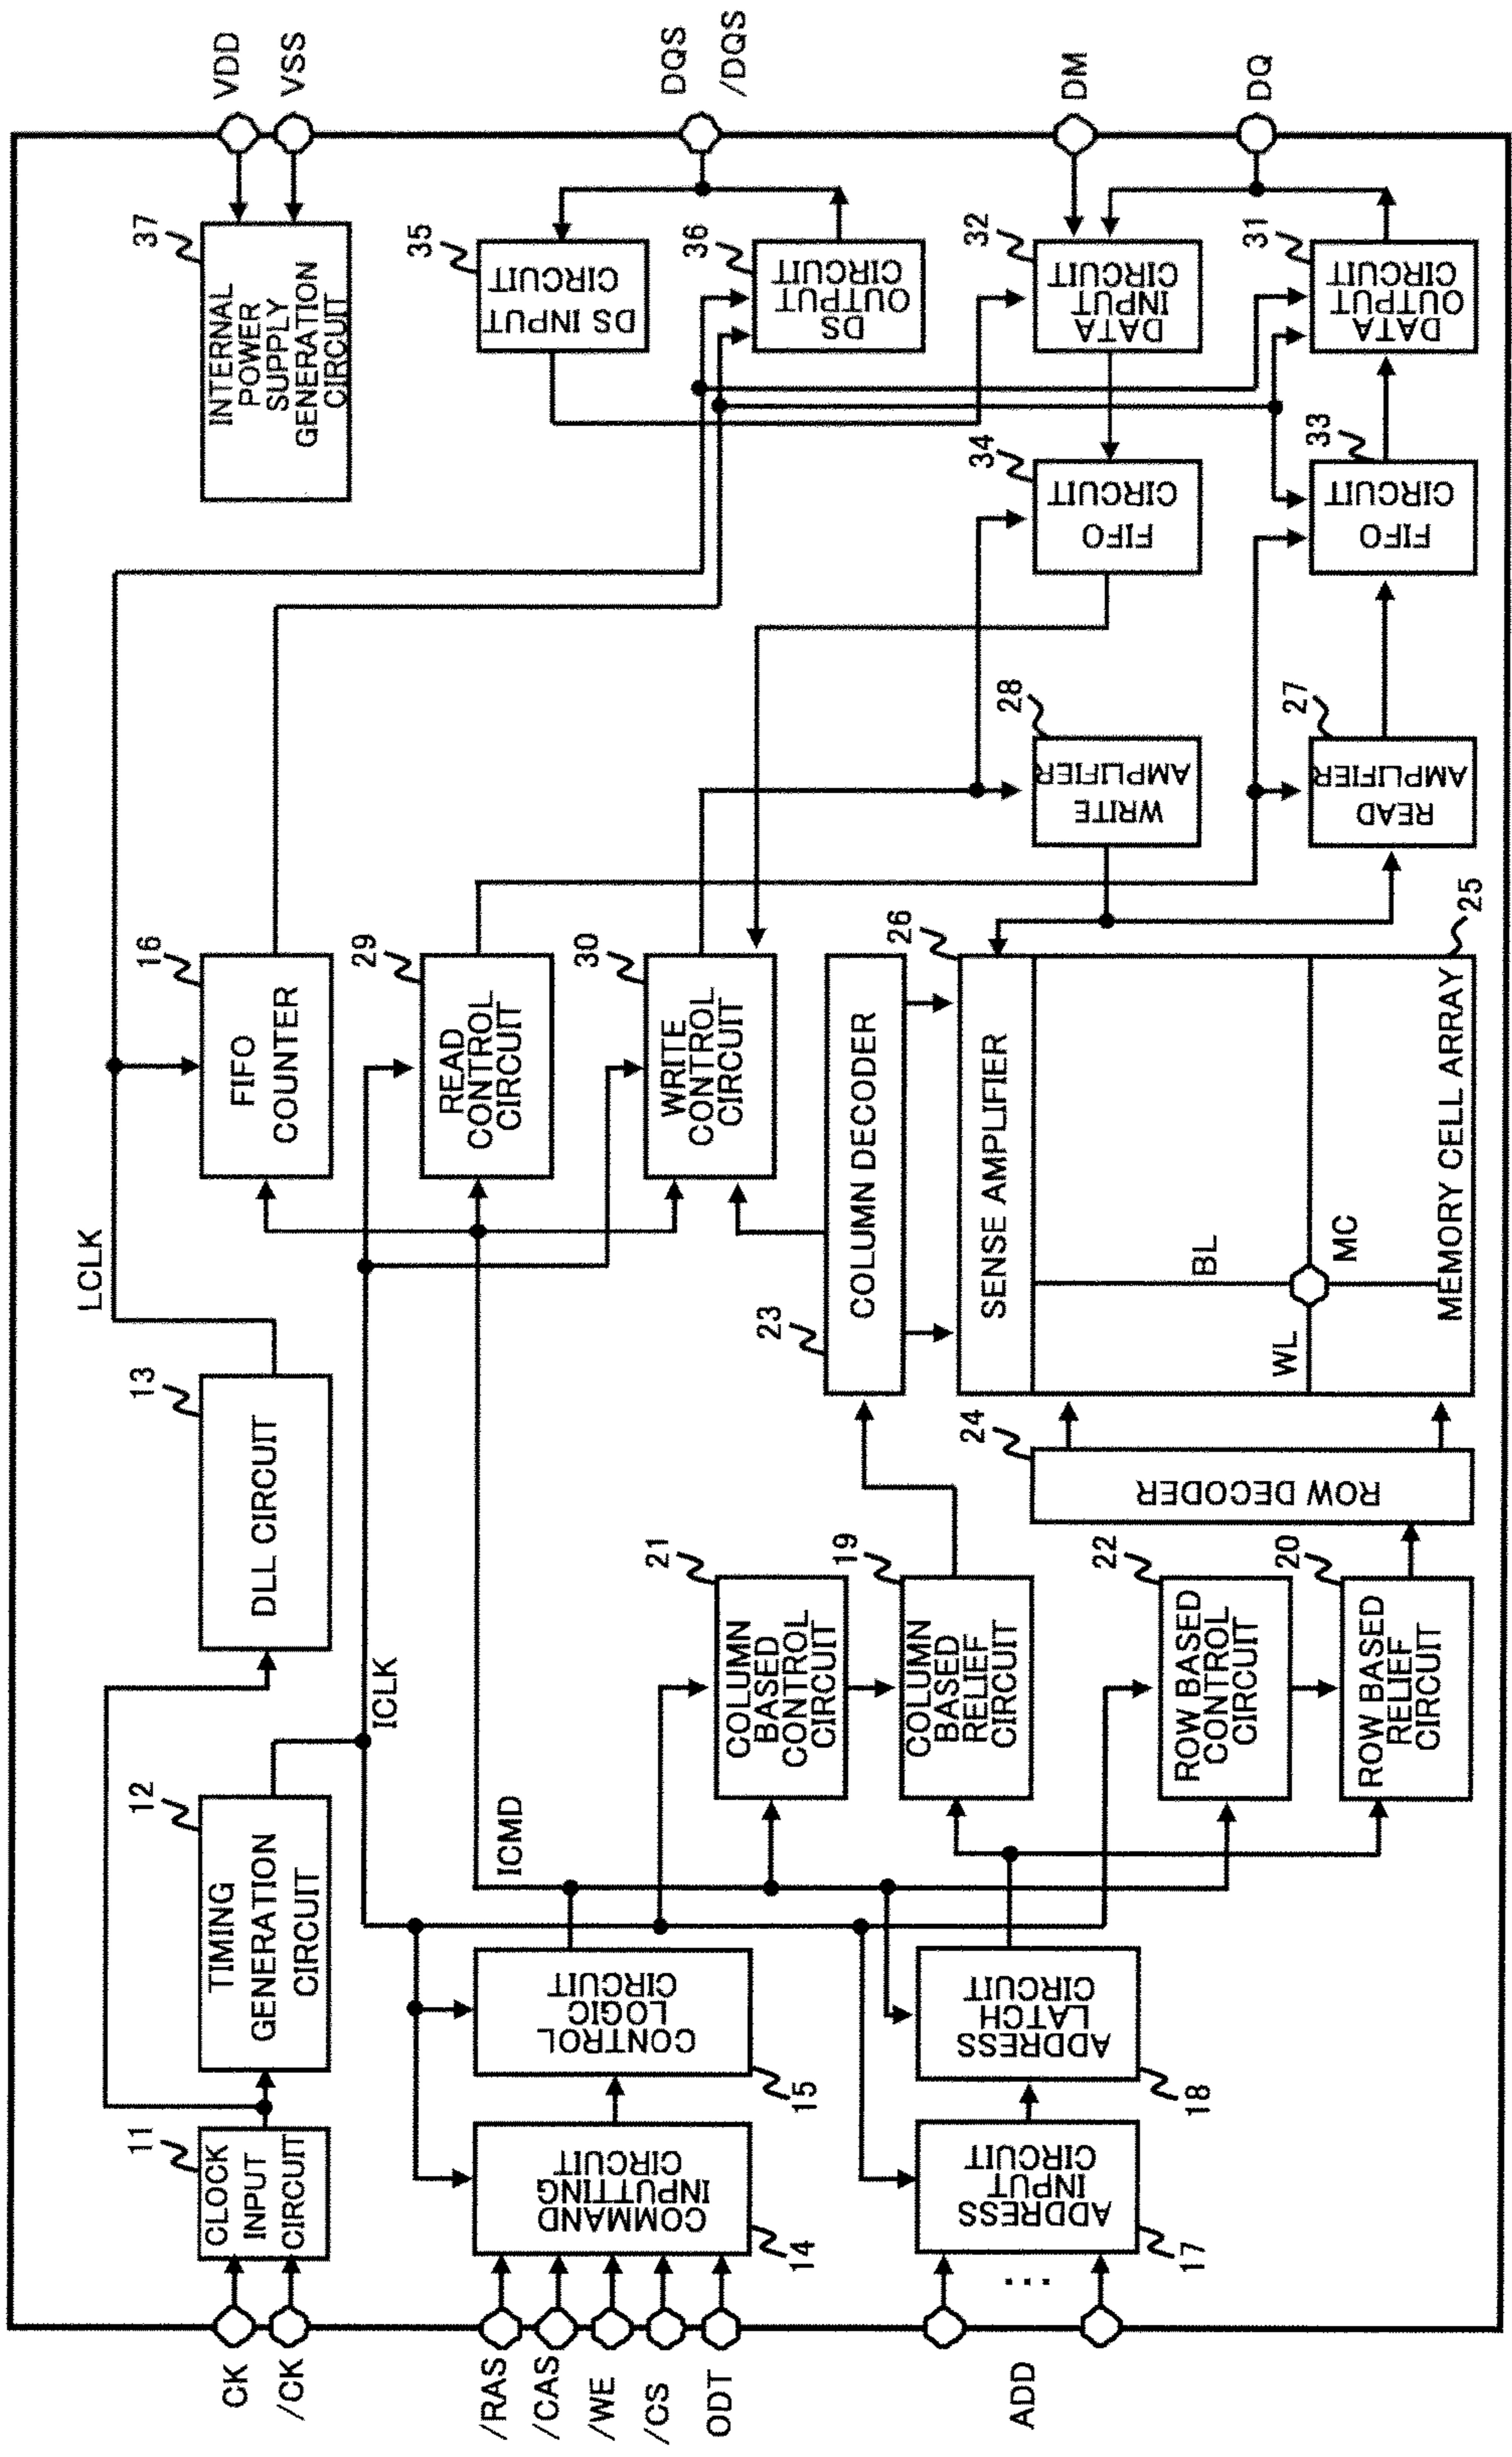 CK
/CK
/RAS
/CAS
/WE
/CS
ODT
ADD
...
11
CLOCK
INPUT
CIRCUIT
12
TIMING
GENERATION
CIRCUIT
13
DLL CIRCUIT
LCLK
ICLK
ICMD
14
COMMAND
INPUTTING
CIRCUIT
15
CONTROL
LOGIC
CIRCUIT
17
ADDRESS
INPUT
CIRCUIT
18
ADDRESS
LATCH
CIRCUIT
21
COLUMN
BASED
CONTROL
CIRCUIT
19
COLUMN
BASED
RELIEF
CIRCUIT
22
ROW BASED
CONTROL
CIRCUIT
20
ROW BASED
RELIEF
CIRCUIT
16
FIFO
COUNTER
29
READ
CONTROL
CIRCUIT
30
WRITE
CONTROL
CIRCUIT
23
COLUMN DECODER
24
ROW DECODER
26
SENSE AMPLIFIER
BL
WL
MC
MEMORY CELL ARRAY
25
28
WRITE
AMPLIFIER
27
READ
AMPLIFIER
34
FIFO
CIRCUIT
33
FIFO
CIRCUIT
37
INTERNAL
POWER
SUPPLY
GENERATION
CIRCUIT
35
DS INPUT
CIRCUIT
36
DS
OUTPUT
CIRCUIT
32
DATA
INPUT
CIRCUIT
31
DATA
OUTPUT
CIRCUIT
VDD
VSS
DQS
/DQS
DM
DQ